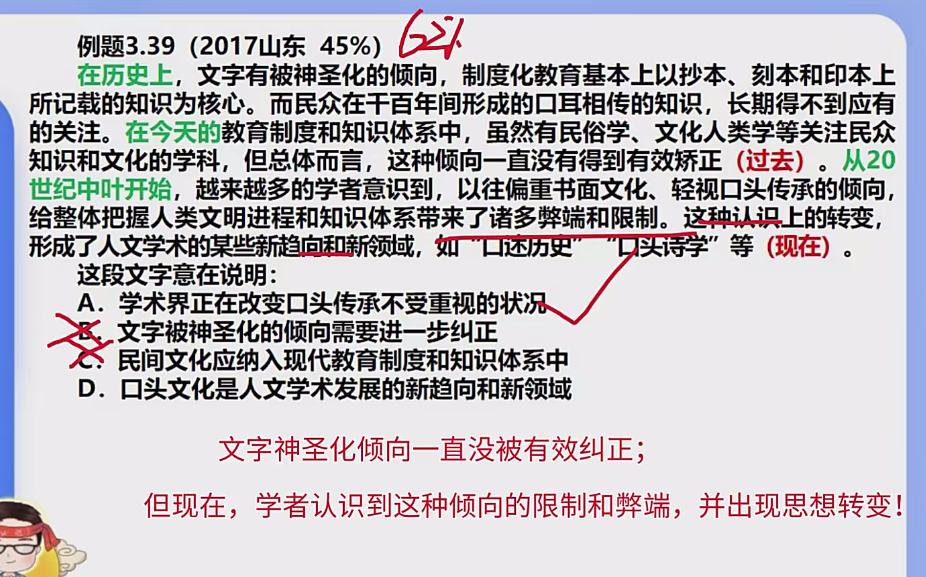 例题3.39（2017山东 45%）
在历史上，文字有被神圣化的倾向，制度化教育基本上以抄本、刻本和印本上
所记载的知识为核心。而民众在千百年间形成的口耳相传的知识，长期得不到应有
的关注。在今天的教育制度和知识体系中，虽然有民俗学、文化人类学等关注民众
知识和文化的学科，但总体而言，这种倾向一直没有得到有效矫正（过去）。从20
世纪中叶开始，越来越多的学者意识到，以往偏重书面文化、轻视口头传承的倾向，
给整体把握人类文明进程和知识体系带来了诸多弊端和限制。这种认识上的转变，
形成了人文学术的某些新趋向和新领域，如“口述历史”“口头诗学”等（现在）。
这段文字意在说明：
A．学术界正在改变口头传承不受重视的状况
B．文字被神圣化的倾向需要进一步纠正
C．民间文化应纳入现代教育制度和知识体系中
D．口头文化是人文学术发展的新趋向和新领域
文字神圣化倾向一直没被有效纠正；
但现在，学者认识到这种倾向的限制和弊端，并出现思想转变！